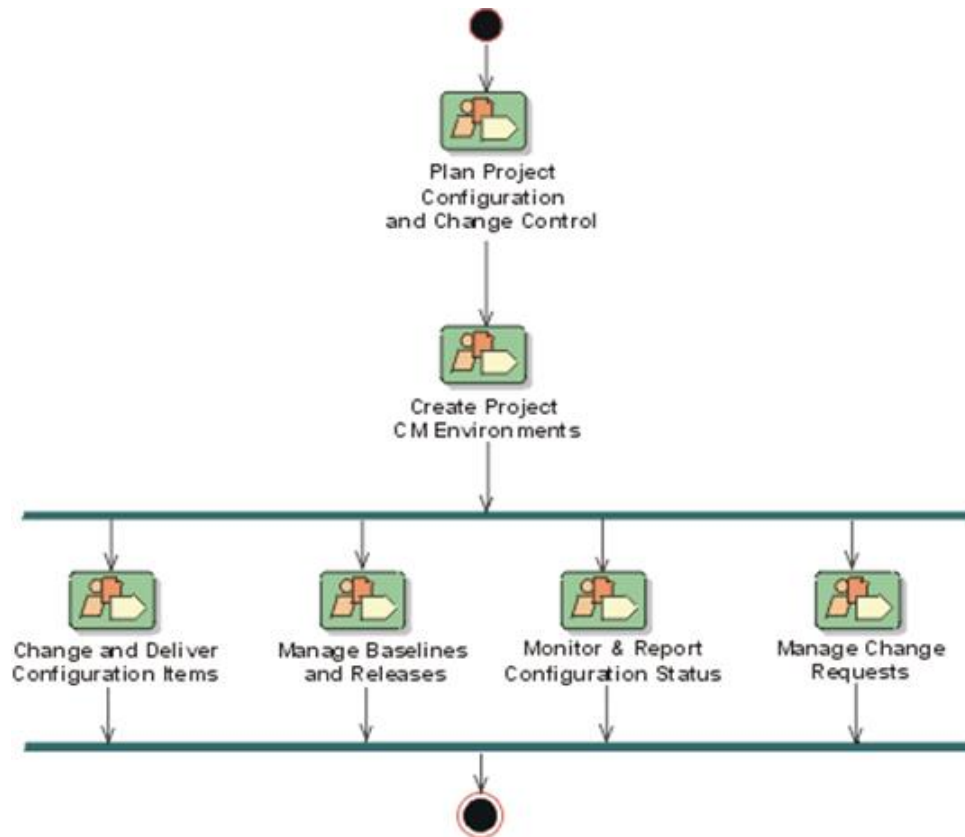 Plan Project
Configuration
and Change Control
Create Project
CM Environments
Change and Deliver
Configuration Items
Manage Baselines
and Releases
Monitor & Report
Configuration Status
Manage Change
Requests